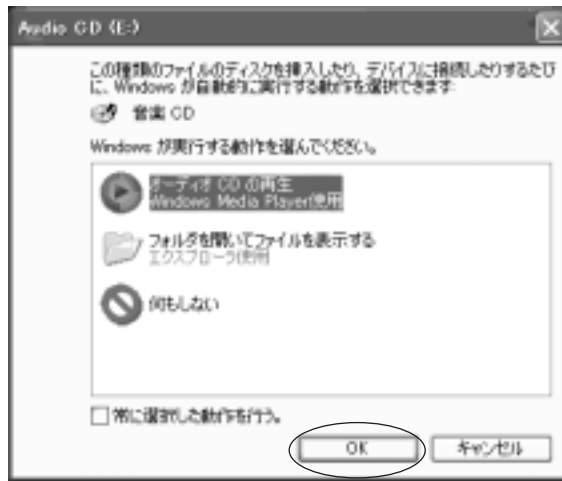 Audio CD (E:)
この種類のファイルのディスクを挿入したり、デバイスに接続したりするたび
に、Windows が自動的に実行する動作を選択できます:
音楽 CD
Windows が実行する動作を選んでください。
オーディオ CD の再生
Windows Media Player使用
フォルダを開いてファイルを表示する
エクスプローラ使用
何もしない
常に選択した動作を行う。
OK
キャンセル